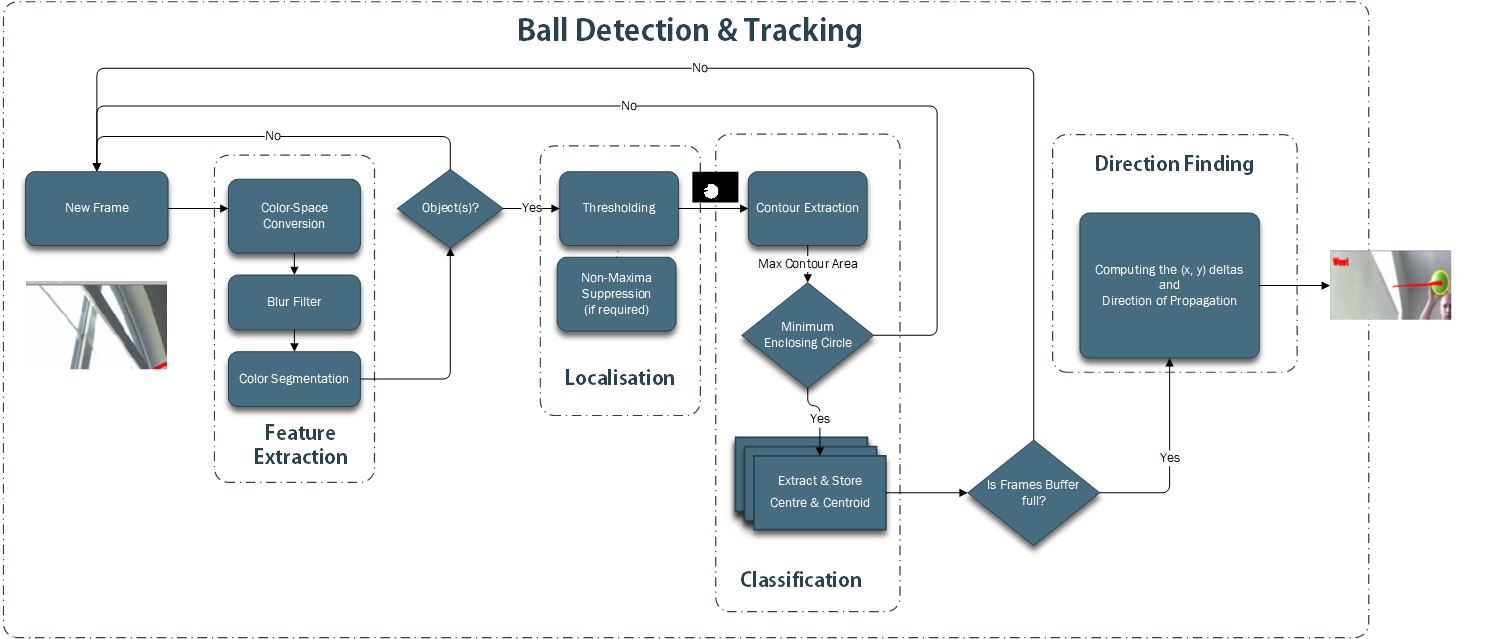 Ball Detection & Tracking
No
No
No
New Frame
Color-Space
Conversion
Blur Filter
Color Segmentation
Feature
Extraction
Object(s)?
Yes
Thresholding
Non-Maxima
Suppression
(if required)
Localisation
Contour Extraction
Max Contour Area
Minimum
Enclosing Circle
Yes
Extract & Store
Centre & Centroid
Classification
Is Frames Buffer
full?
Yes
Direction Finding
Computing the (x, y) deltas
and
Direction of Propagation
West